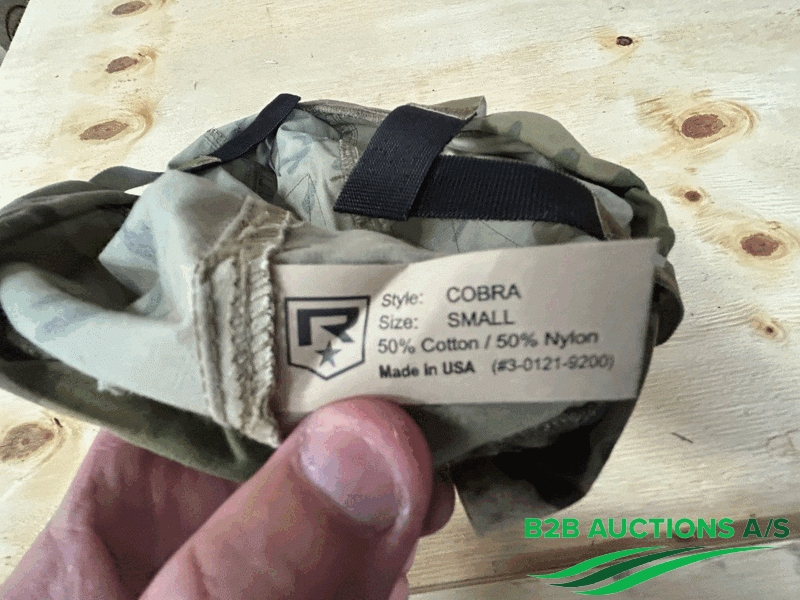 R
Style: COBRA
Size: SMALL
50% Cotton / 50% Nylon
Made In USA (#3-0121-9200)
B2B AUCTIONS A/S